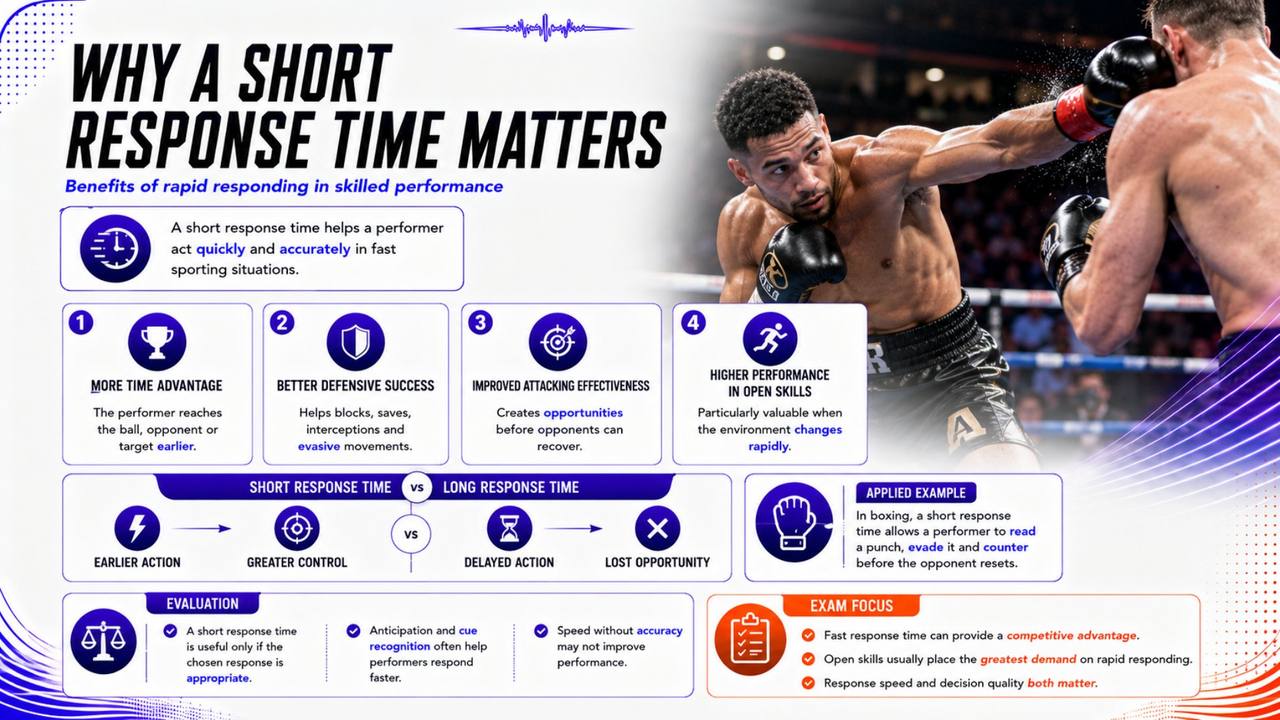 WHY A SHORT
RESPONSE TIME MATTERS
Benefits of rapid responding in skilled performance
A short response time helps a performer
act quickly and accurately in fast
sporting situations.
1
MORE TIME ADVANTAGE
The performer reaches
the ball, opponent or
target earlier.
2
BETTER DEFENSIVE SUCCESS
Helps blocks, saves,
interceptions and
evasive movements.
3
IMPROVED ATTACKING EFFECTIVENESS
Creates opportunities
before opponents can
recover.
4
HIGHER PERFORMANCE
IN OPEN SKILLS
Particularly valuable when
the environment changes
rapidly.
R
A
SHORT RESPONSE TIME vs LONG RESPONSE TIME
EARLIER ACTION
GREATER CONTROL
vs
DELAYED ACTION
LOST OPPORTUNITY
APPLIED EXAMPLE
In boxing, a short response
time allows a performer to read
a punch, evade it and counter
before the opponent resets.
EVALUATION
A short response time
is useful only if the
chosen response is
appropriate.
Anticipation and cue
recognition often help
performers respond
faster.
Speed without accuracy
may not improve
performance.
EXAM FOCUS
Fast response time can provide a competitive advantage.
Open skills usually place the greatest demand on rapid responding.
Response speed and decision quality both matter.